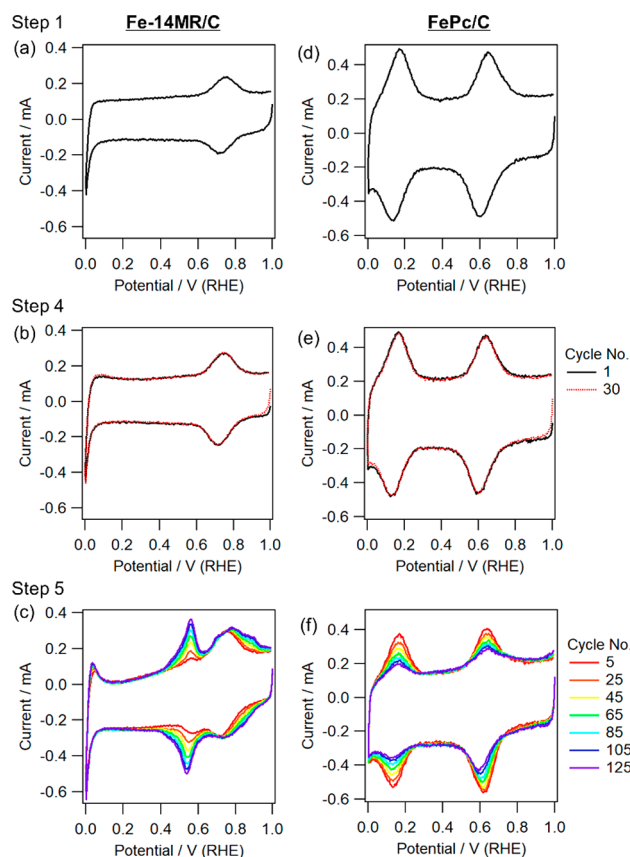 Step 1
Fe-14MR/C
FePc/C
(a)
0.4
0.2
0.0
-0.2
-0.4
-0.6
Current / mA
0.0 0.2 0.4 0.6 0.8 1.0
Potential / V (RHE)
(d)
0.4
0.2
0.0
-0.2
-0.4
-0.6
Current / mA
0.0 0.2 0.4 0.6 0.8 1.0
Potential / V (RHE)
Step 4
(b)
0.4
0.2
0.0
-0.2
-0.4
-0.6
Current / mA
0.0 0.2 0.4 0.6 0.8 1.0
Potential / V (RHE)
(e)
0.4
0.2
0.0
-0.2
-0.4
-0.6
Current / mA
0.0 0.2 0.4 0.6 0.8 1.0
Potential / V (RHE)
Cycle No.
1
30
Step 5
(c)
0.4
0.2
0.0
-0.2
-0.4
-0.6
Current / mA
0.0 0.2 0.4 0.6 0.8 1.0
Potential / V (RHE)
(f)
0.4
0.2
0.0
-0.2
-0.4
-0.6
Current / mA
0.0 0.2 0.4 0.6 0.8 1.0
Potential / V (RHE)
Cycle No.
5
25
45
65
85
105
125